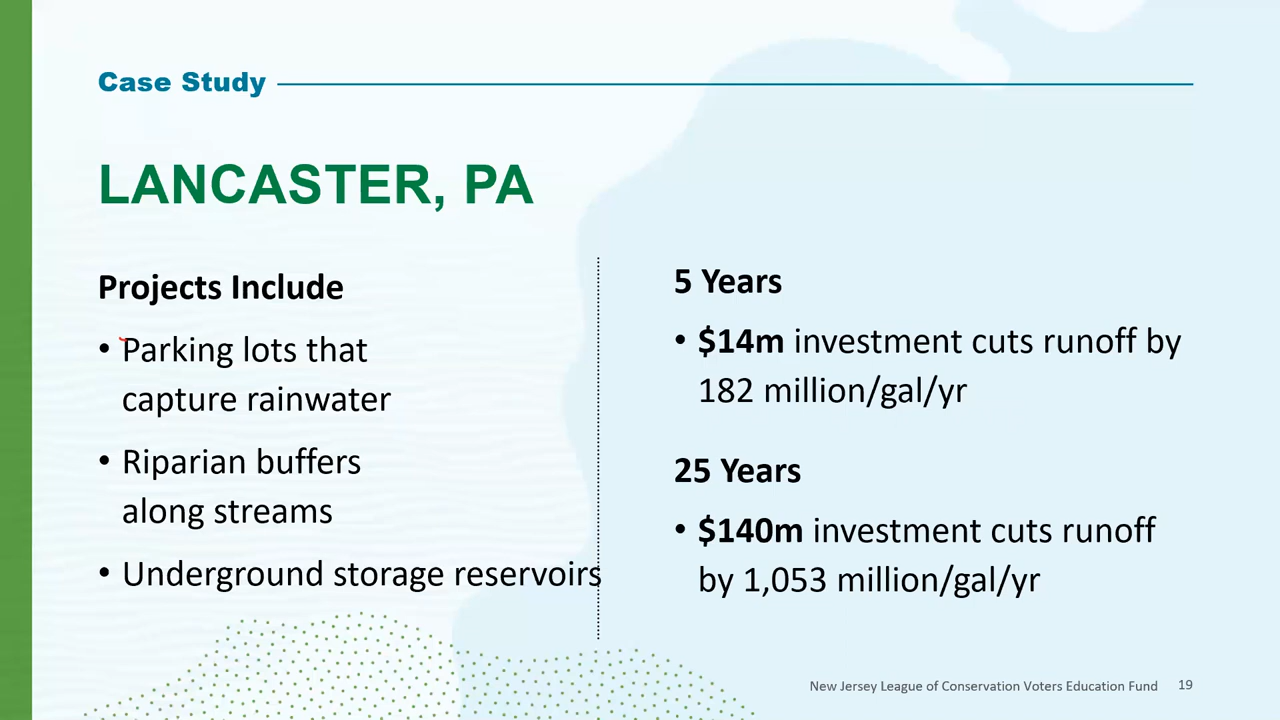 Case Study
LANCASTER, PA
Projects Include
• Parking lots that
capture rainwater
• Riparian buffers
along streams
• Underground storage reservoirs
5 Years
• $14m investment cuts runoff by
182 million/gal/yr
25 Years
• $140m investment cuts runoff
by 1,053 million/gal/yr
New Jersey League of Conservation Voters Education Fund 19